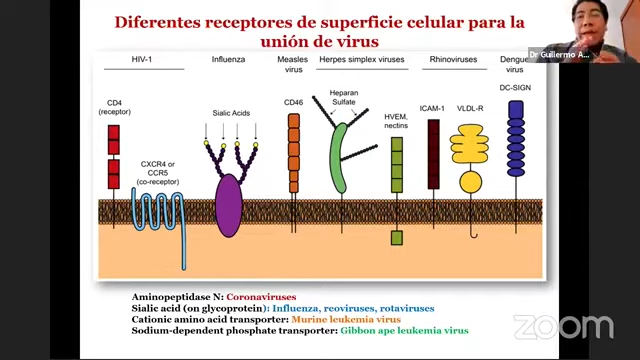 Diferentes receptores de superficie celular para la
unión de virus
Dr Guillermo A...
HIV-1
Influenza
Measles
virus
Herpes simplex viruses
Rhinoviruses
Dengue
virus
CD4
(receptor)
CXCR4 or
CCR5
(co-receptor)
Sialic Acids
CD46
Heparan
Sulfate
HVEM,
nectins
ICAM-1
VLDL-R
DC-SIGN
Aminopeptidase N: Coronaviruses
Sialic acid (on glycoprotein): Influenza, reoviruses, rotaviruses
Cationic amino acid transporter: Murine leukemia virus
Sodium-dependent phosphate transporter: Gibbon ape leukemia virus
zoom